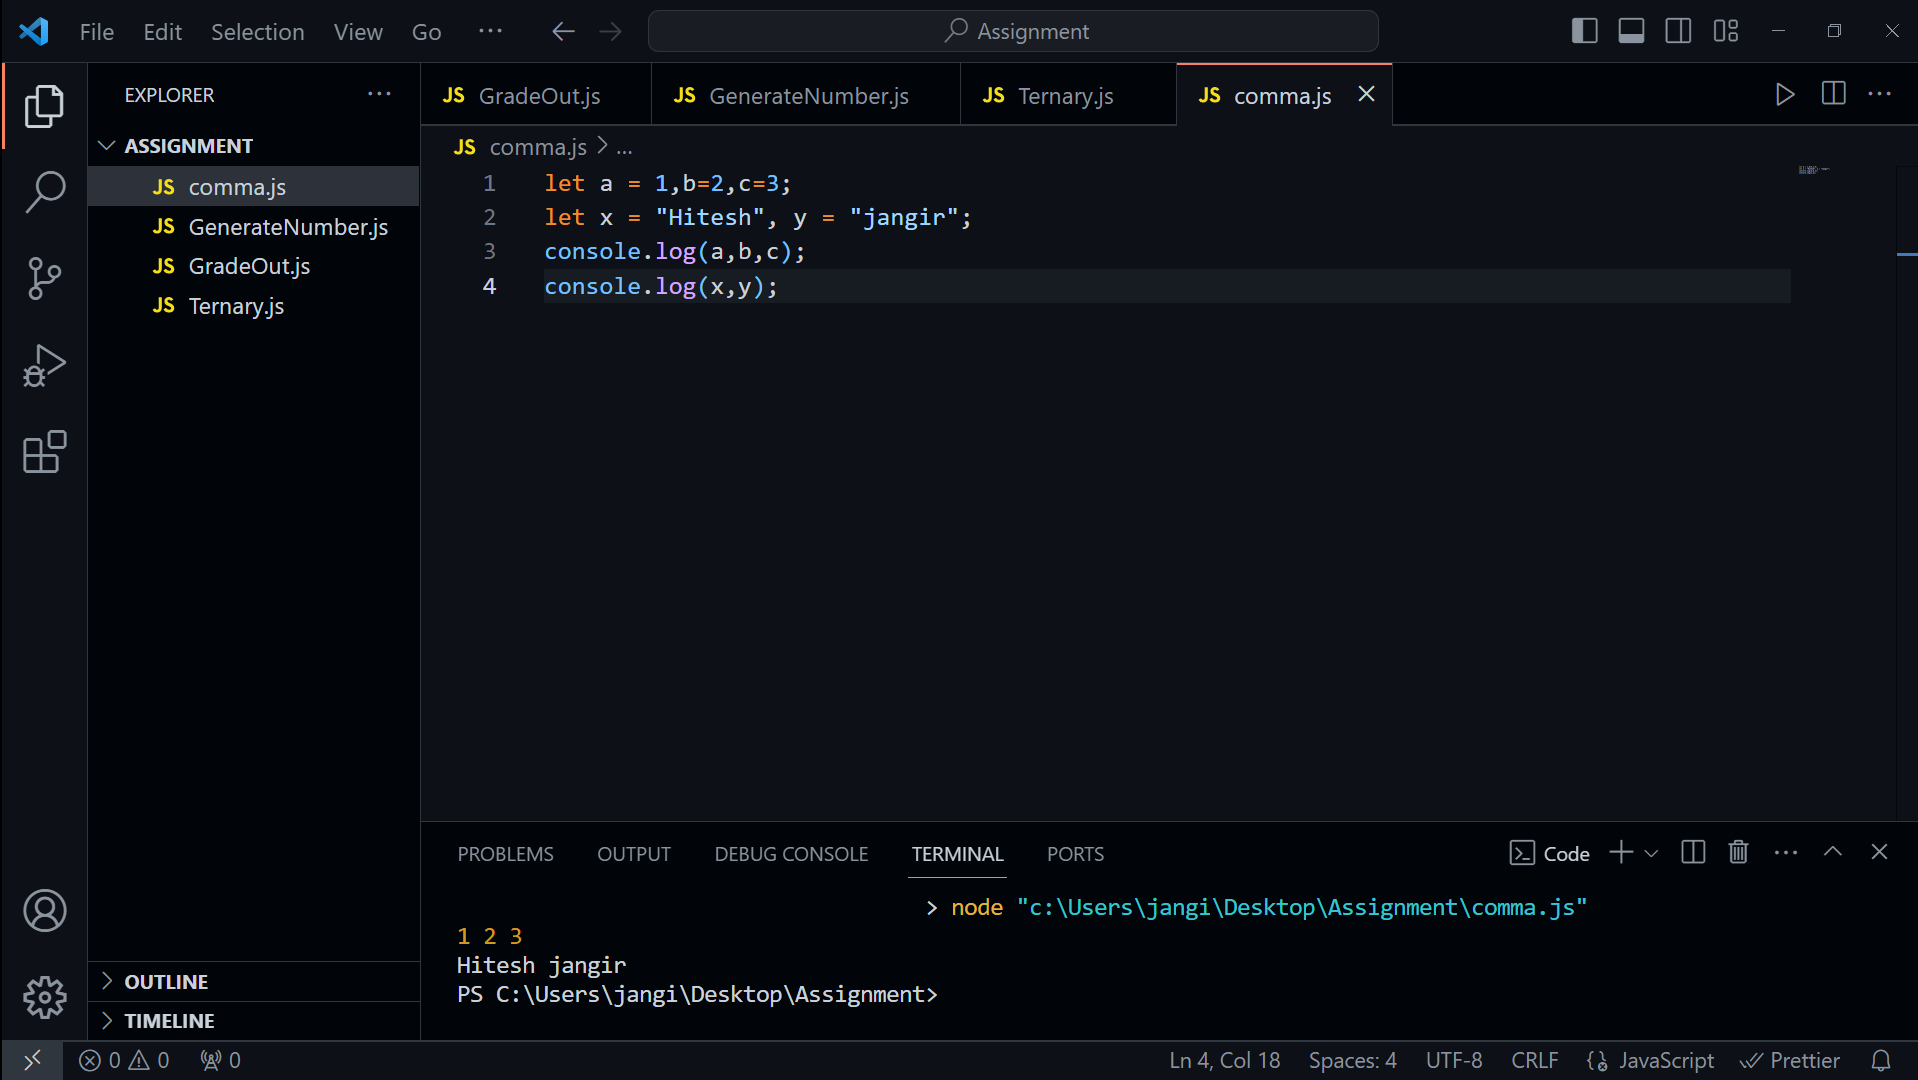 File Edit Selection View Go ··· Assignment
EXPLORER ···
ASSIGNMENT
JS comma.js
JS GenerateNumber.js
JS GradeOut.js
JS Ternary.js
OUTLINE
TIMELINE
JS GradeOut.js JS GenerateNumber.js JS Ternary.js JS comma.js
JS comma.js > ...
1 let a = 1,b=2,c=3;
2 let x = "Hitesh", y = "jangir";
3 console.log(a,b,c);
4 console.log(x,y);
PROBLEMS OUTPUT DEBUG CONSOLE TERMINAL PORTS Code
> node "c:\Users\jangi\Desktop\Assignment\comma.js"
1 2 3
Hitesh jangir
PS C:\Users\jangi\Desktop\Assignment>
0 0 0 Ln 4, Col 18 Spaces: 4 UTF-8 CRLF JavaScript Prettier